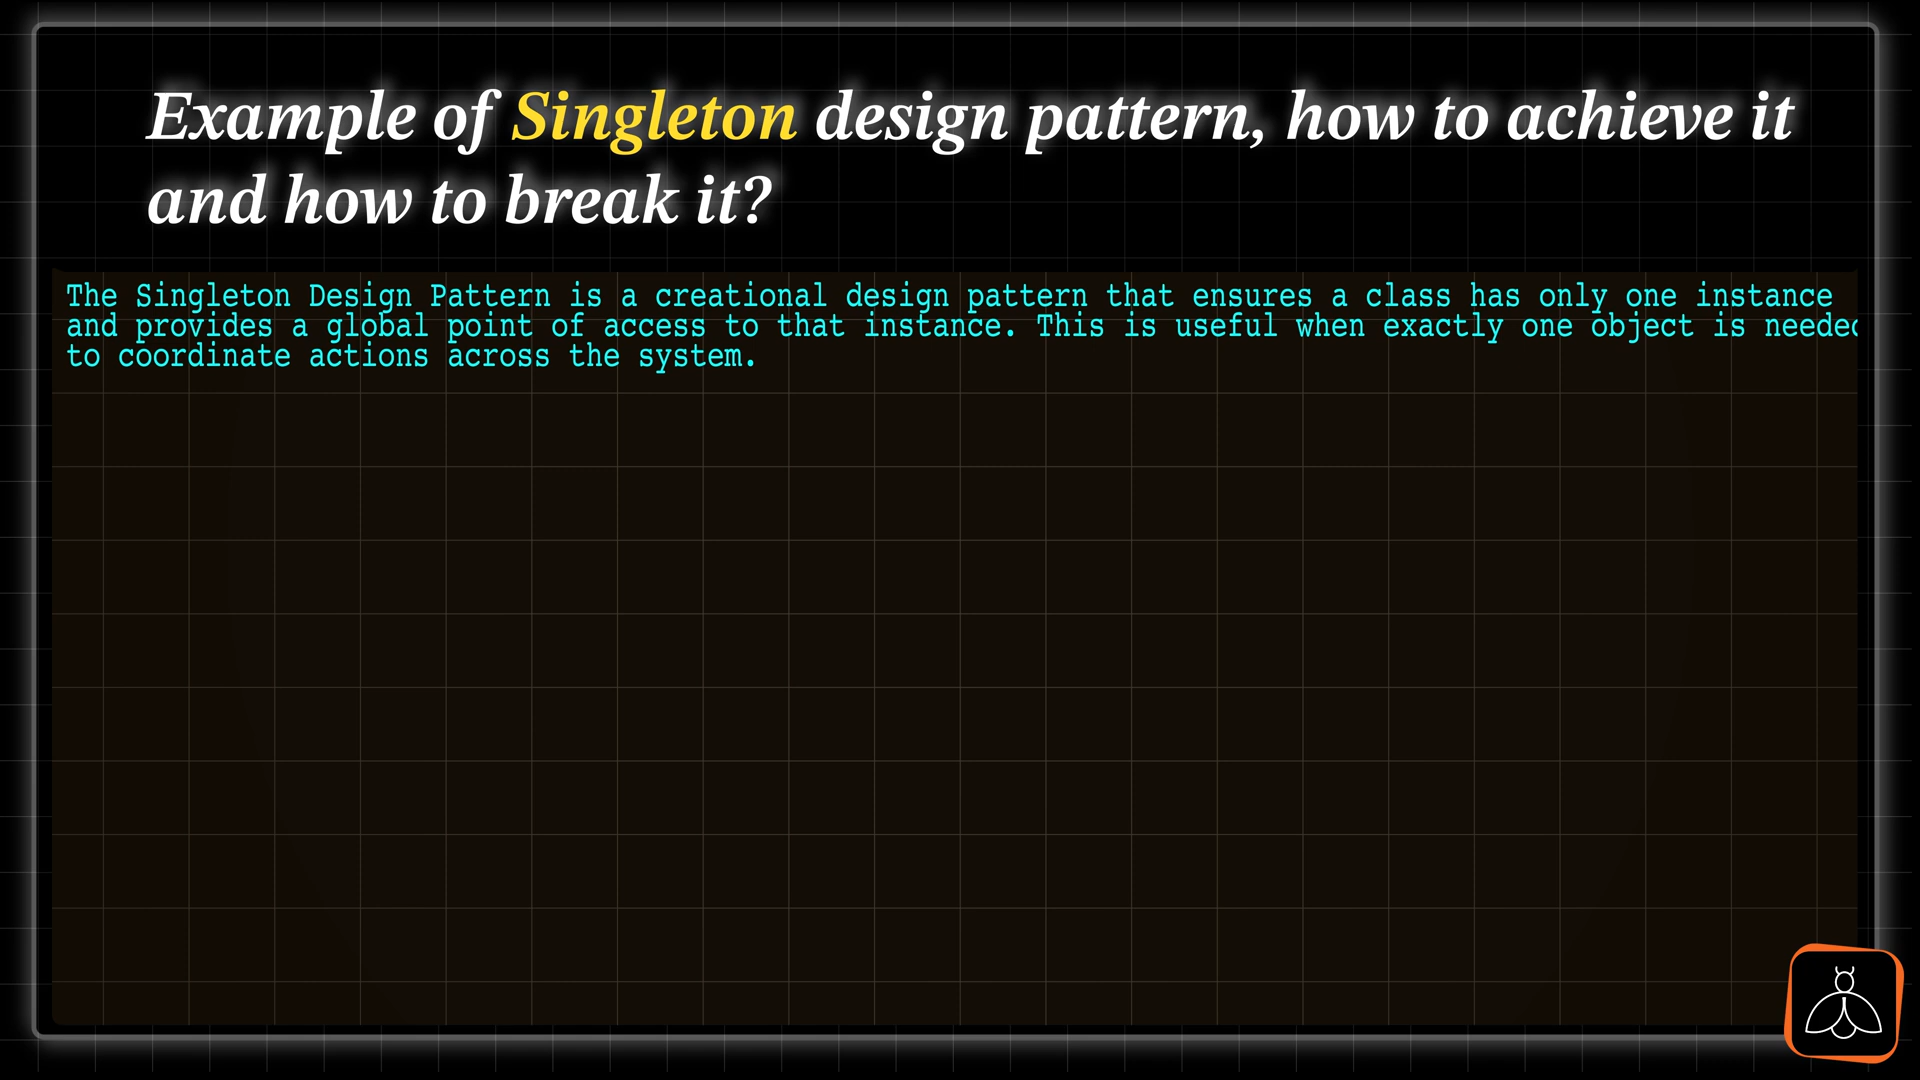 Example of Singleton design pattern, how to achieve it
and how to break it?
The Singleton Design Pattern is a creational design pattern that ensures a class has only one instance
and provides a global point of access to that instance. This is useful when exactly one object is needed
to coordinate actions across the system.